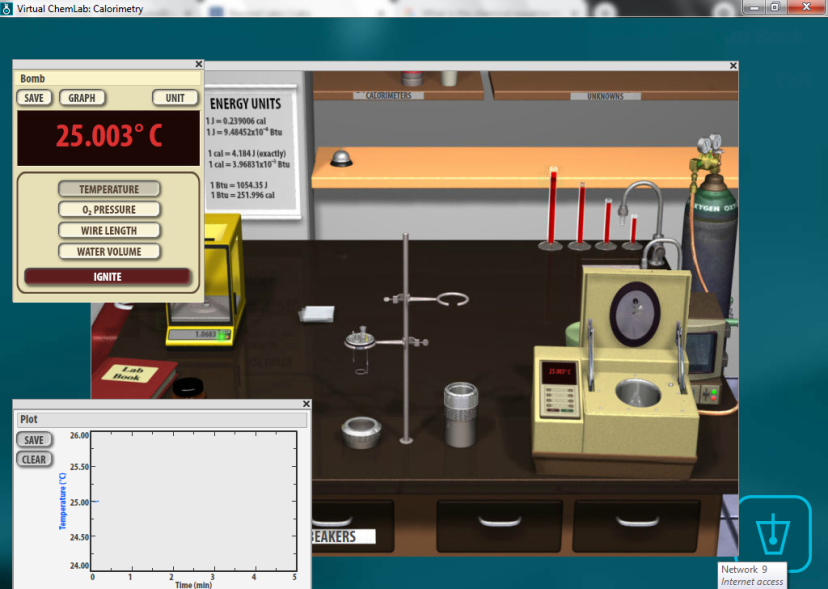 Virtual ChemLab: Calorimetry
Bomb
SAVE GRAPH UNIT
25.003° C
TEMPERATURE
O₂ PRESSURE
WIRE LENGTH
WATER VOLUME
IGNITE
ENERGY UNITS
1 J = 0.239006 cal
1 J = 9.48452x10⁻⁴ Btu
1 cal = 4.184 J (exactly)
1 cal = 3.96831x10⁻³ Btu
1 Btu = 1054.35 J
1 Btu = 251.996 cal
CALORIMETERS
UNKNOWNS
OXYGEN
1.0683
25.003° C
Lab
Book
Plot
SAVE
CLEAR
26.00
25.50
25.00
24.50
24.00
Temperature (°C)
0 1 2 3 4 5
Time (min)
BEAKERS
Network 9
Internet access